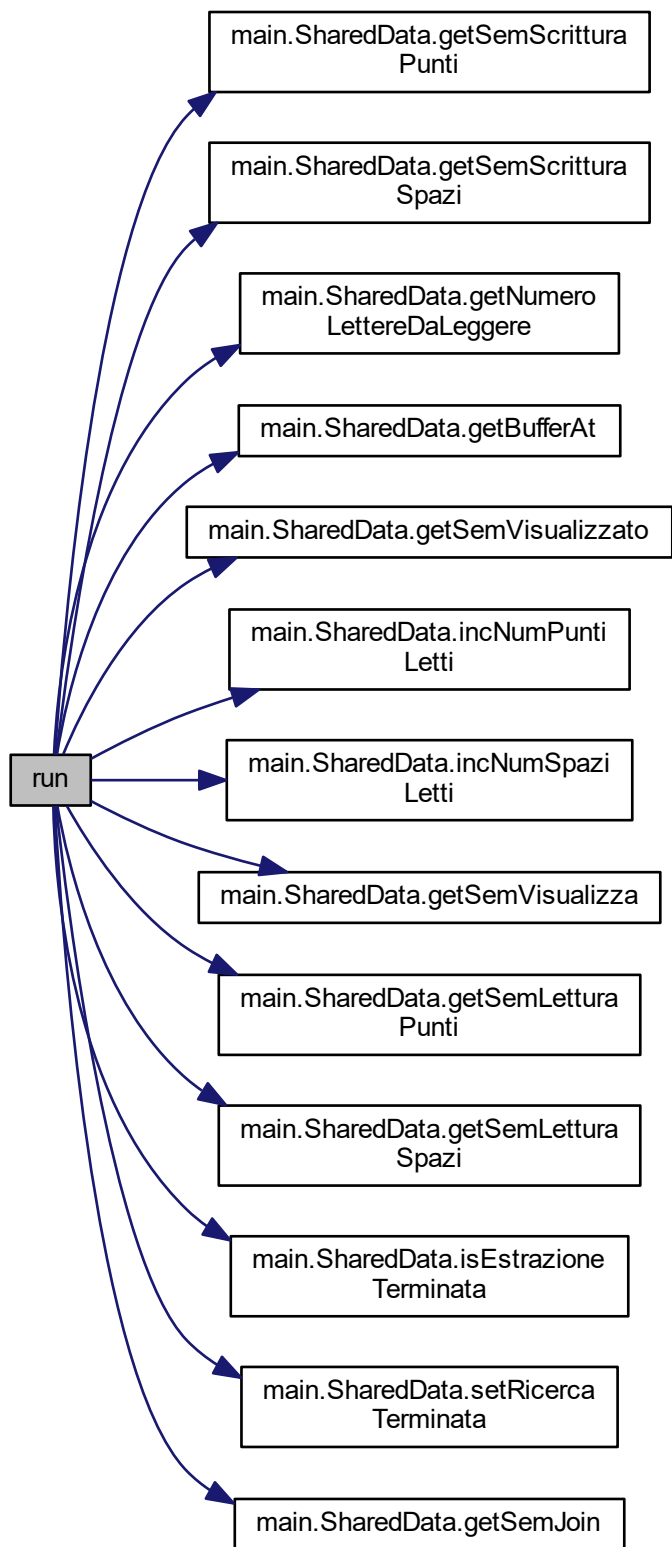 main.SharedData.getSemScrittura
Punti
main.SharedData.getSemScrittura
Spazi
main.SharedData.getNumero
LettereDaLeggere
main.SharedData.getBufferAt
main.SharedData.getSemVisualizzato
main.SharedData.incNumPunti
Letti
run
main.SharedData.incNumSpazi
Letti
main.SharedData.getSemVisualizza
main.SharedData.getSemLettura
Punti
main.SharedData.getSemLettura
Spazi
main.SharedData.isEstrazione
Terminata
main.SharedData.setRicerca
Terminata
main.SharedData.getSemJoin